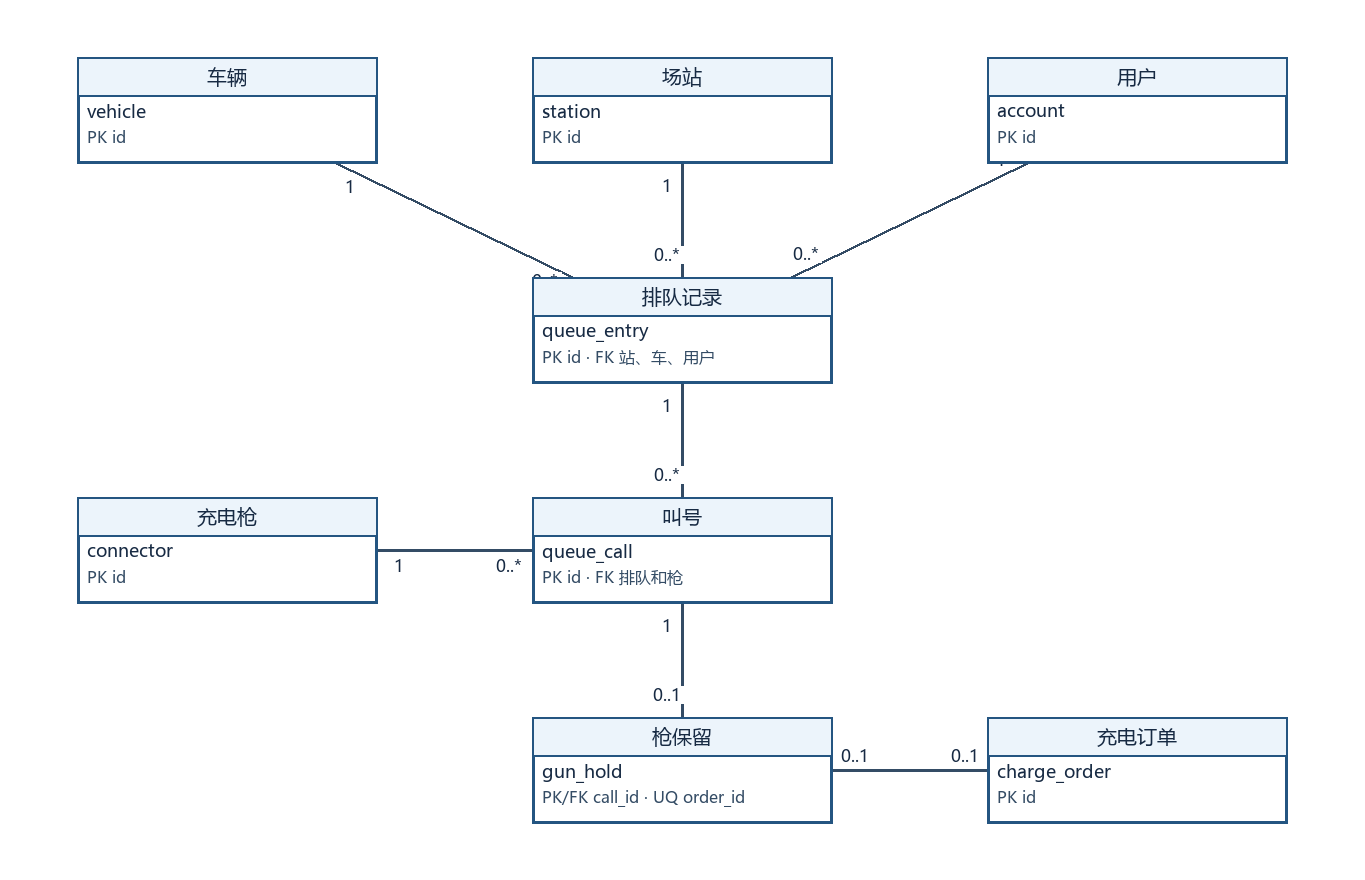 车辆
vehicle
PK id
场站
station
PK id
用户
account
PK id
1
1
0..*
0..*
排队记录
queue_entry
PK id · FK 站、车、用户
1
0..*
充电枪
connector
PK id
1
0..*
叫号
queue_call
PK id · FK 排队和枪
1
0..1
枪保留
gun_hold
PK/FK call_id · UQ order_id
0..1
0..1
充电订单
charge_order
PK id